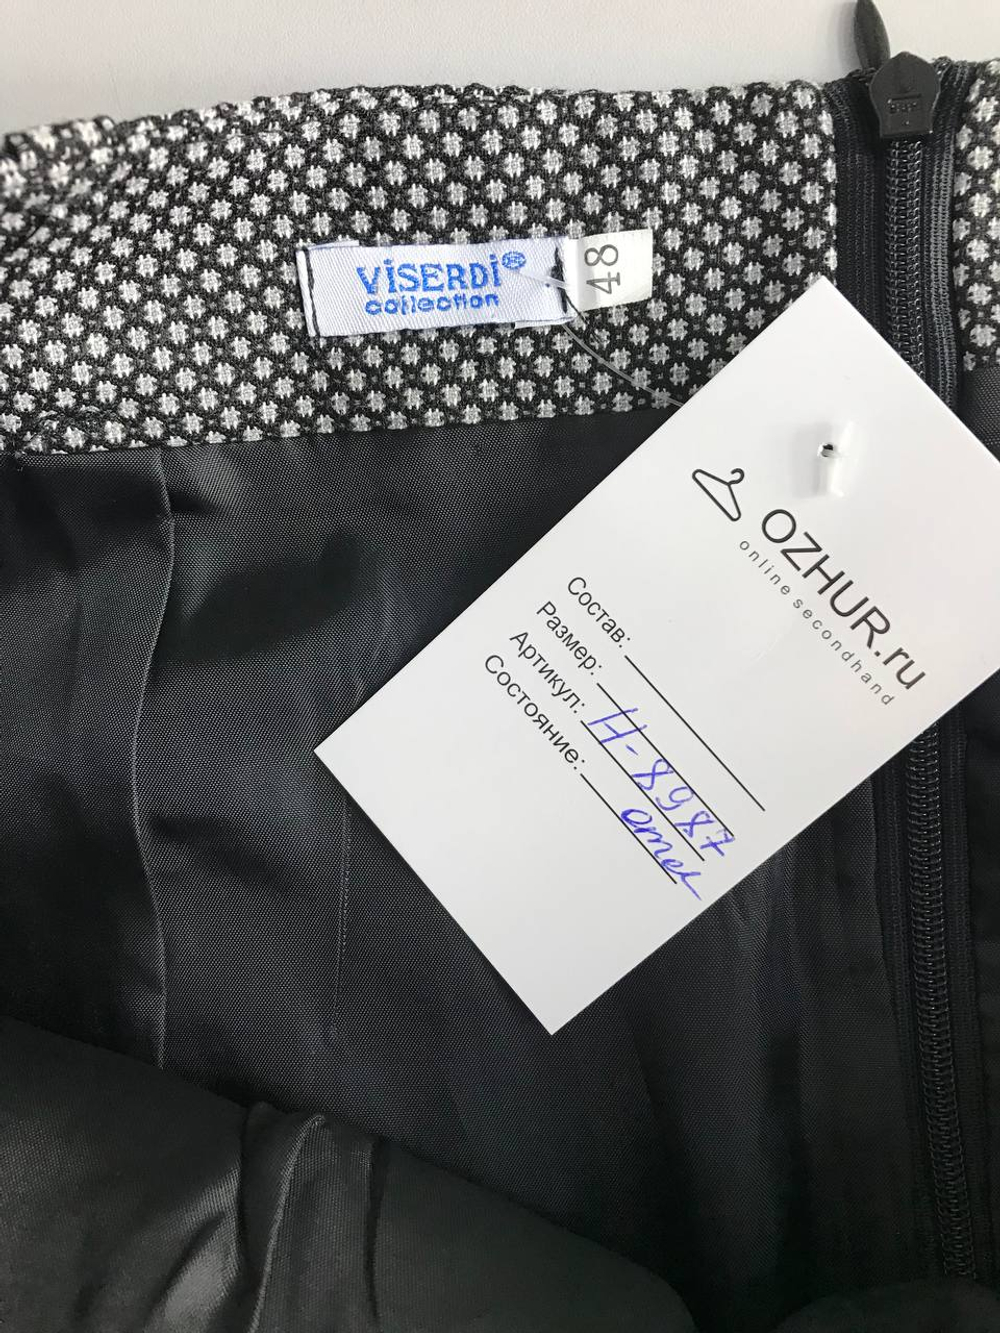 ViSERDi®
collection
48
OZHUR.ru
online secondhand
Состав:
Размер:
Артикул: Н-8987
Состояние: отл